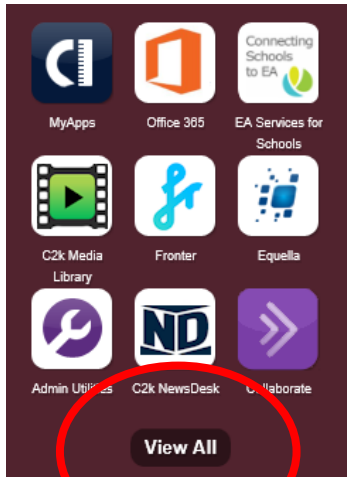 Connecting
Schools
to EA
MyApps
Office 365
EA Services for
Schools
fr
C2k Media
Library
Fronter
Equella
ND
Admin Utilities
C2k NewsDesk
Collaborate
View All